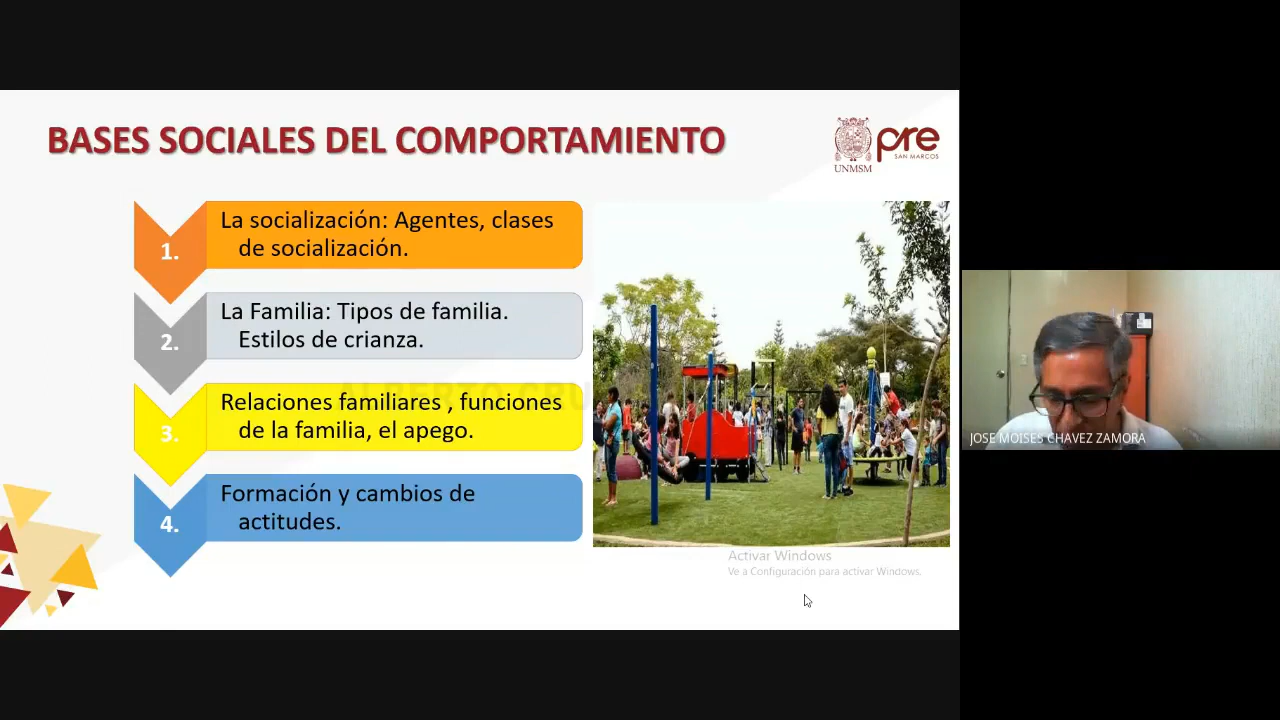 BASES SOCIALES DEL COMPORTAMIENTO
UNMSM
pre
SAN MARCOS
1.
La socialización: Agentes, clases
de socialización.
2.
La Familia: Tipos de familia.
Estilos de crianza.
3.
Relaciones familiares , funciones
de la familia, el apego.
4.
Formación y cambios de
actitudes.
Activar Windows
Ve a Configuración para activar Windows.
JOSE MOISES CHAVEZ ZAMORA